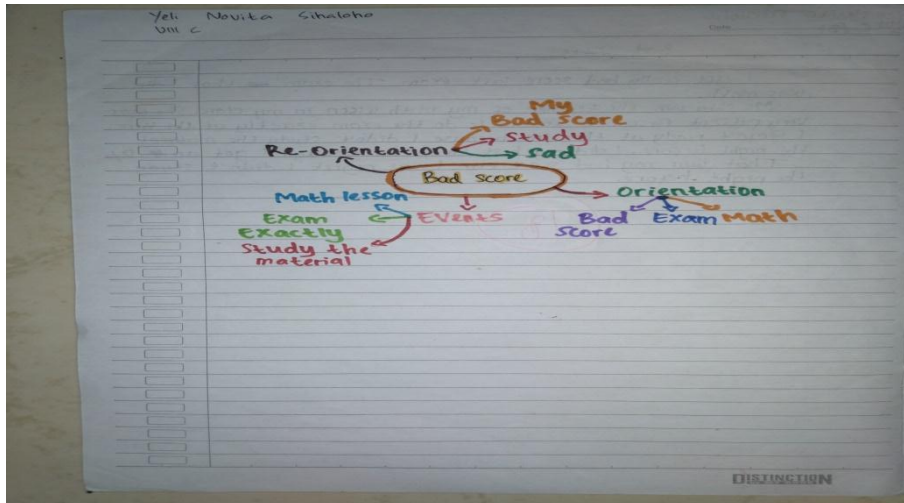 Yeli Novita Sihaloho
VIII C
Date
My
Bad score
Study
Re-Orientation
sad
Bad score
Math lesson
Orientation
Exam
Exactly
EVents
Bad
score
Exam
Math
Study the
material
DISTINCTION